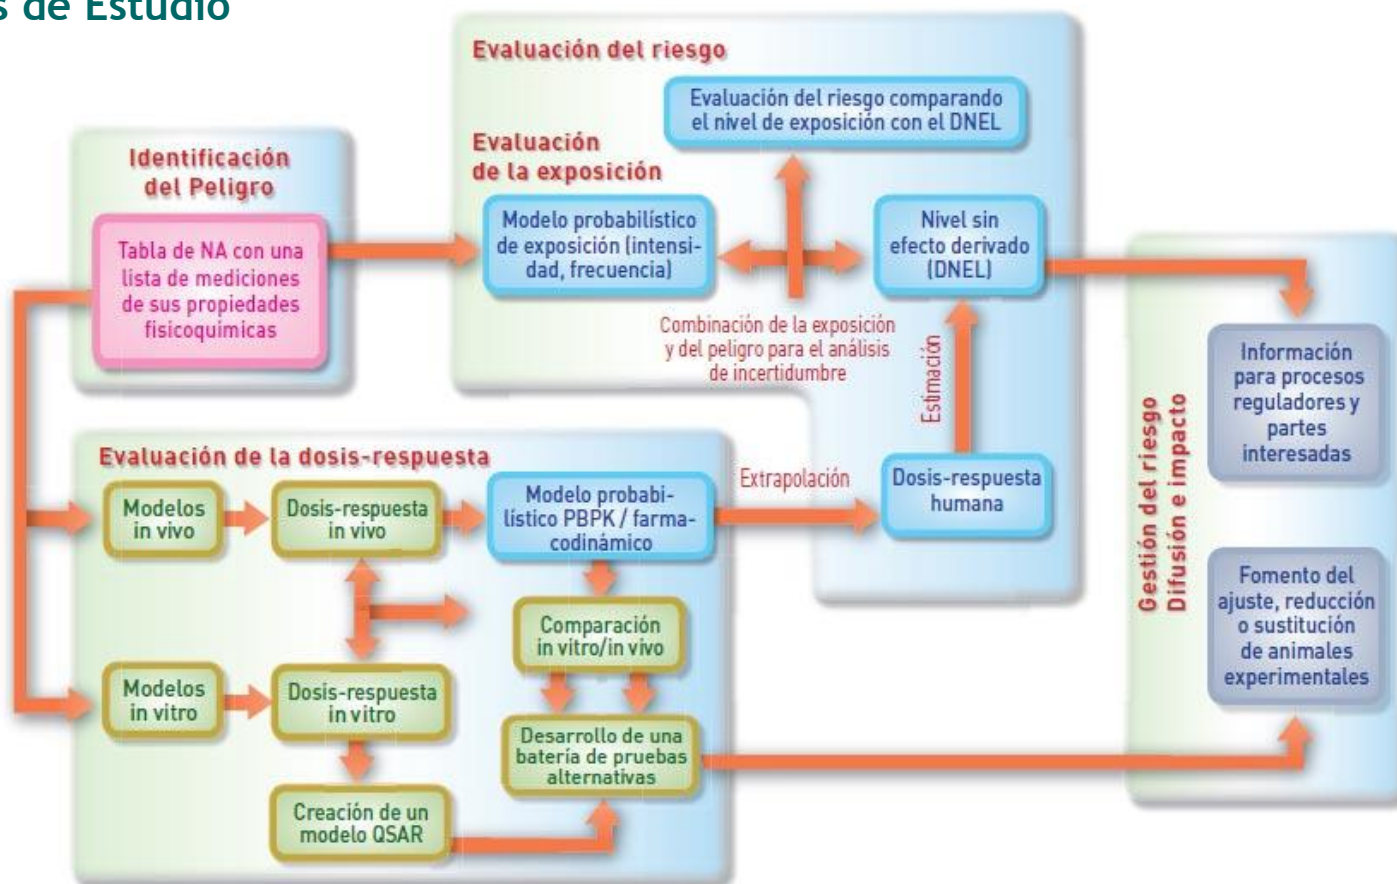 s de Estudio
Evaluación del riesgo
Evaluación del riesgo comparando
el nivel de exposición con el DNEL
Evaluación
de la exposición
Identificación
del Peligro
Tabla de NA con una
lista de mediciones
de sus propiedades
fisicoquímicas
Modelo probabilístico
de exposición (intensi-
dad, frecuencia)
Nivel sin
efecto derivado
(DNEL)
Combinación de la exposición
y del peligro para el análisis
de incertidumbre
Estimación
Evaluación de la dosis-respuesta
Modelos
in vivo
Dosis-respuesta
in vivo
Modelo probabi-
lístico PBPK / farma-
codinámico
Extrapolación
Dosis-respuesta
humana
Comparación
in vitro/in vivo
Modelos
in vitro
Dosis-respuesta
in vitro
Desarrollo de una
batería de pruebas
alternativas
Creación de un
modelo QSAR
Gestión del riesgo
Difusión e impacto
Información
para procesos
reguladores y
partes
interesadas
Fomento del
ajuste, reducción
o sustitución
de animales
experimentales